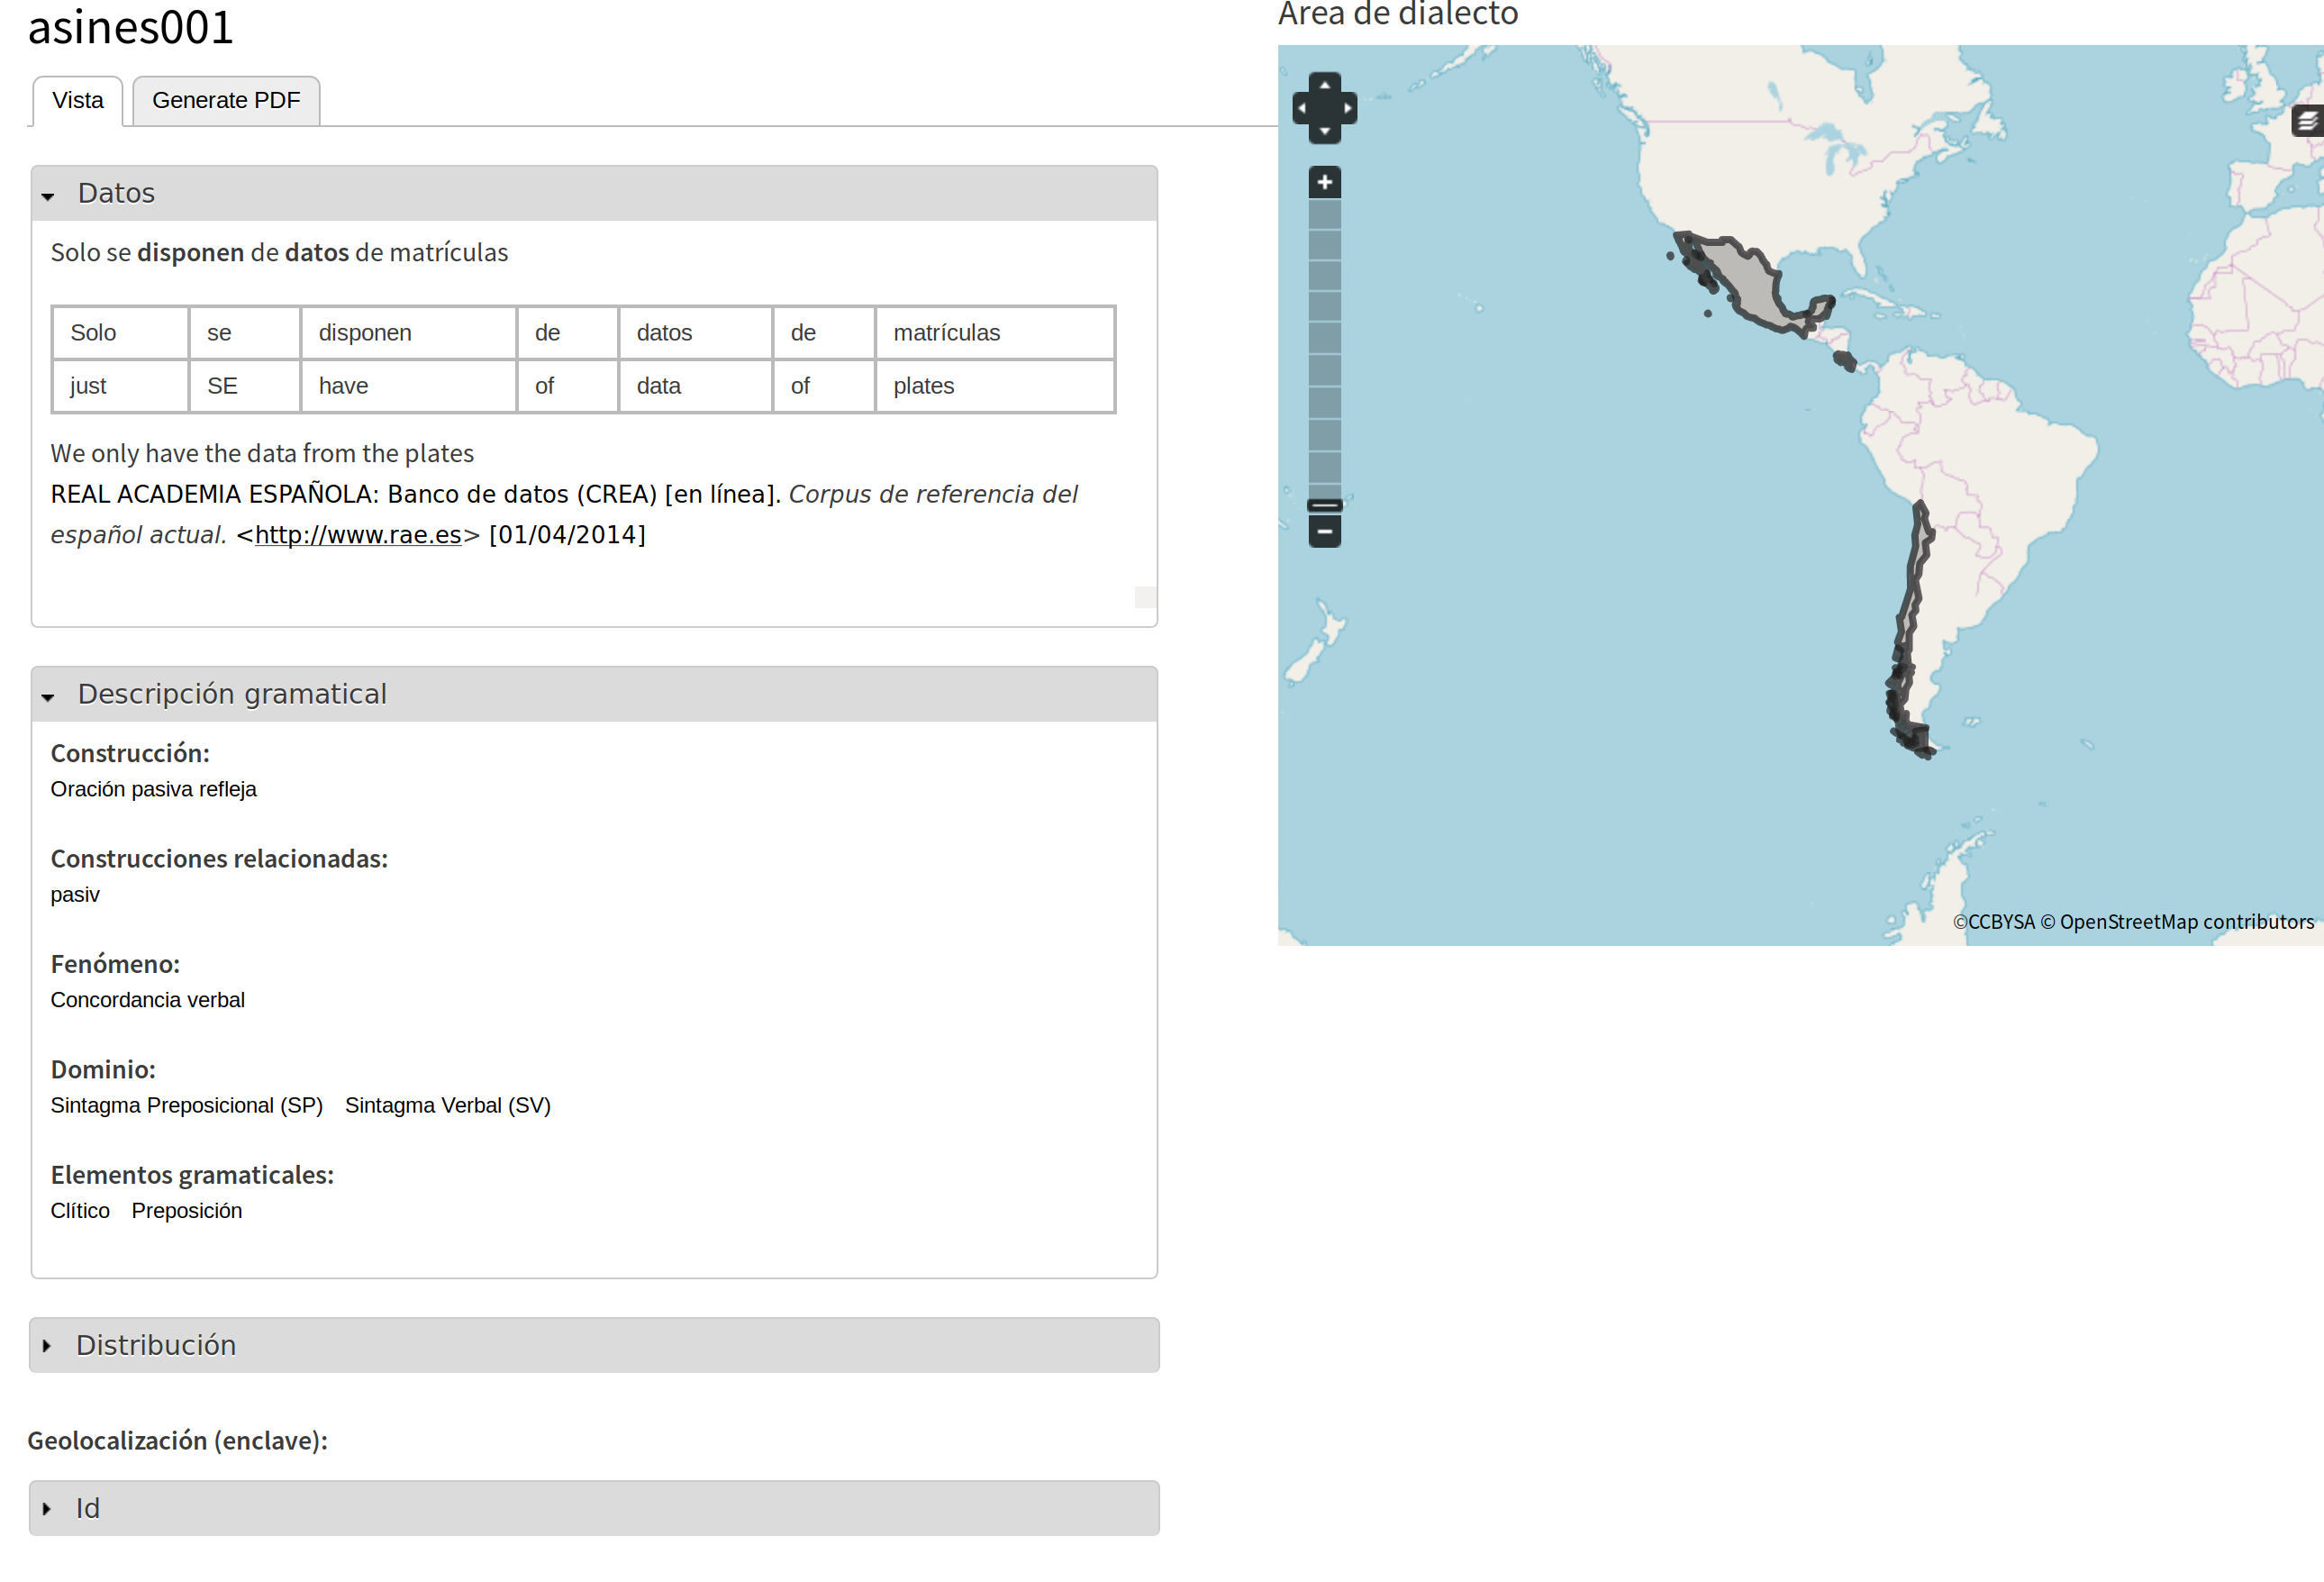 asines001
Vista
Generate PDF
Datos
Solo se disponen de datos de matrículas
Solo se disponen de datos de matrículas
just SE have of data of plates
We only have the data from the plates
REAL ACADEMIA ESPAÑOLA: Banco de datos (CREA) [en línea]. Corpus de referencia del
español actual. <http://www.rae.es> [01/04/2014]
Descripción gramatical
Construcción:
Oración pasiva refleja
Construcciones relacionadas:
pasiv
Fenómeno:
Concordancia verbal
Dominio:
Sintagma Preposicional (SP) Sintagma Verbal (SV)
Elementos gramaticales:
Clítico Preposición
Distribución
Geolocalización (enclave):
Id
Área de dialecto
©CCBYSA © OpenStreetMap contributors